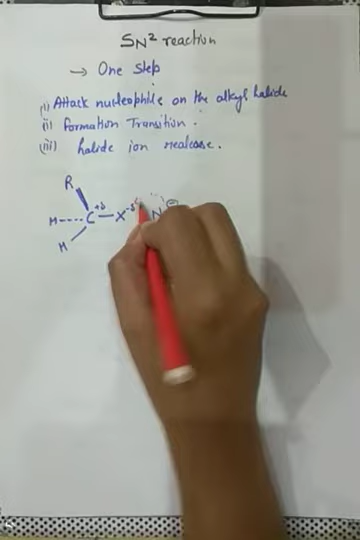 SN² reaction
→ One step
(i) Attack nucleophile on the alkyl halide
(ii) Formation Transition.
(iii) halide ion realease.
R
H C +δ X -δ N ⊖
H